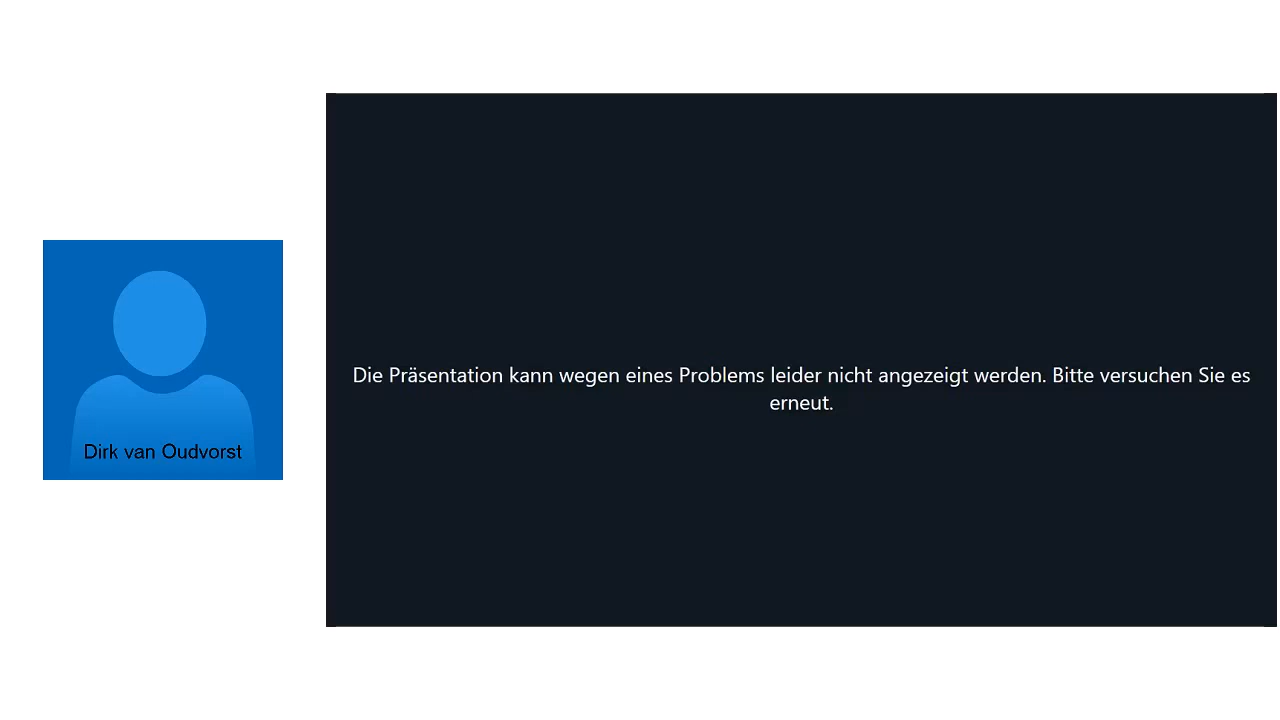 Die Präsentation kann wegen eines Problems leider nicht angezeigt werden. Bitte versuchen Sie es
erneut.
Dirk van Oudvorst